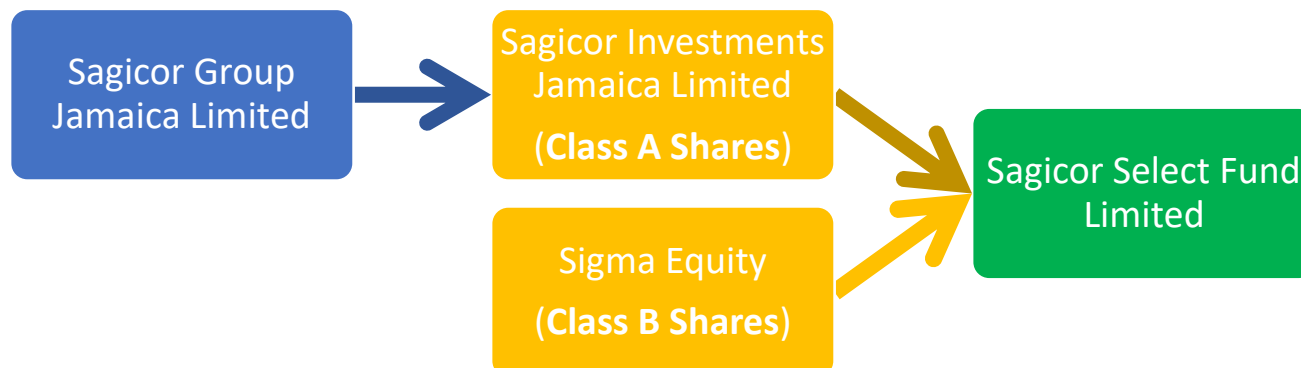 Sagicor Group
Jamaica Limited
Sagicor Investments
Jamaica Limited
(Class A Shares)
Sigma Equity
(Class B Shares)
Sagicor Select Fund
Limited